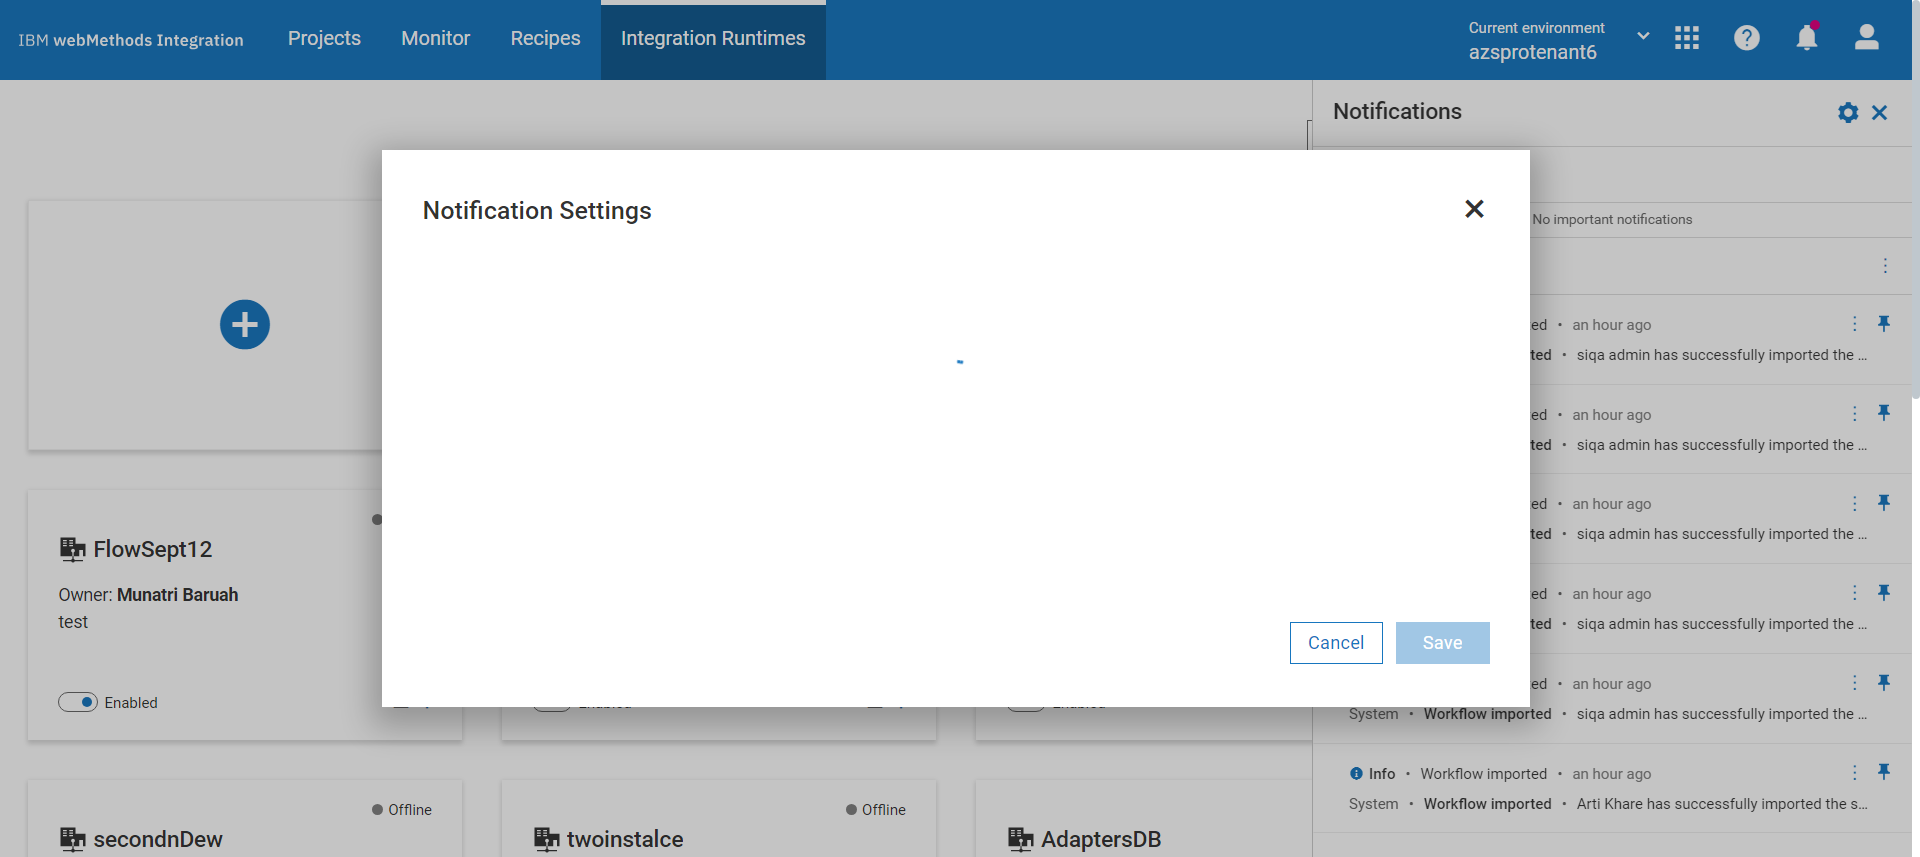 IBM webMethods Integration
Projects
Monitor
Recipes
Integration Runtimes
Current environment
azsprotenant6
Notifications
Notification Settings
No important notifications
ed • an hour ago
ted • siqa admin has successfully imported the ...
ed • an hour ago
ted • siqa admin has successfully imported the ...
ed • an hour ago
ted • siqa admin has successfully imported the ...
ed • an hour ago
ted • siqa admin has successfully imported the ...
ed • an hour ago
System • Workflow imported • siqa admin has successfully imported the ...
Info • Workflow imported • an hour ago
System • Workflow imported • Arti Khare has successfully imported the s...
Cancel
Save
FlowSept12
Owner: Munatri Baruah
test
Enabled
Offline
secondnDew
Offline
twoinstalce
AdaptersDB